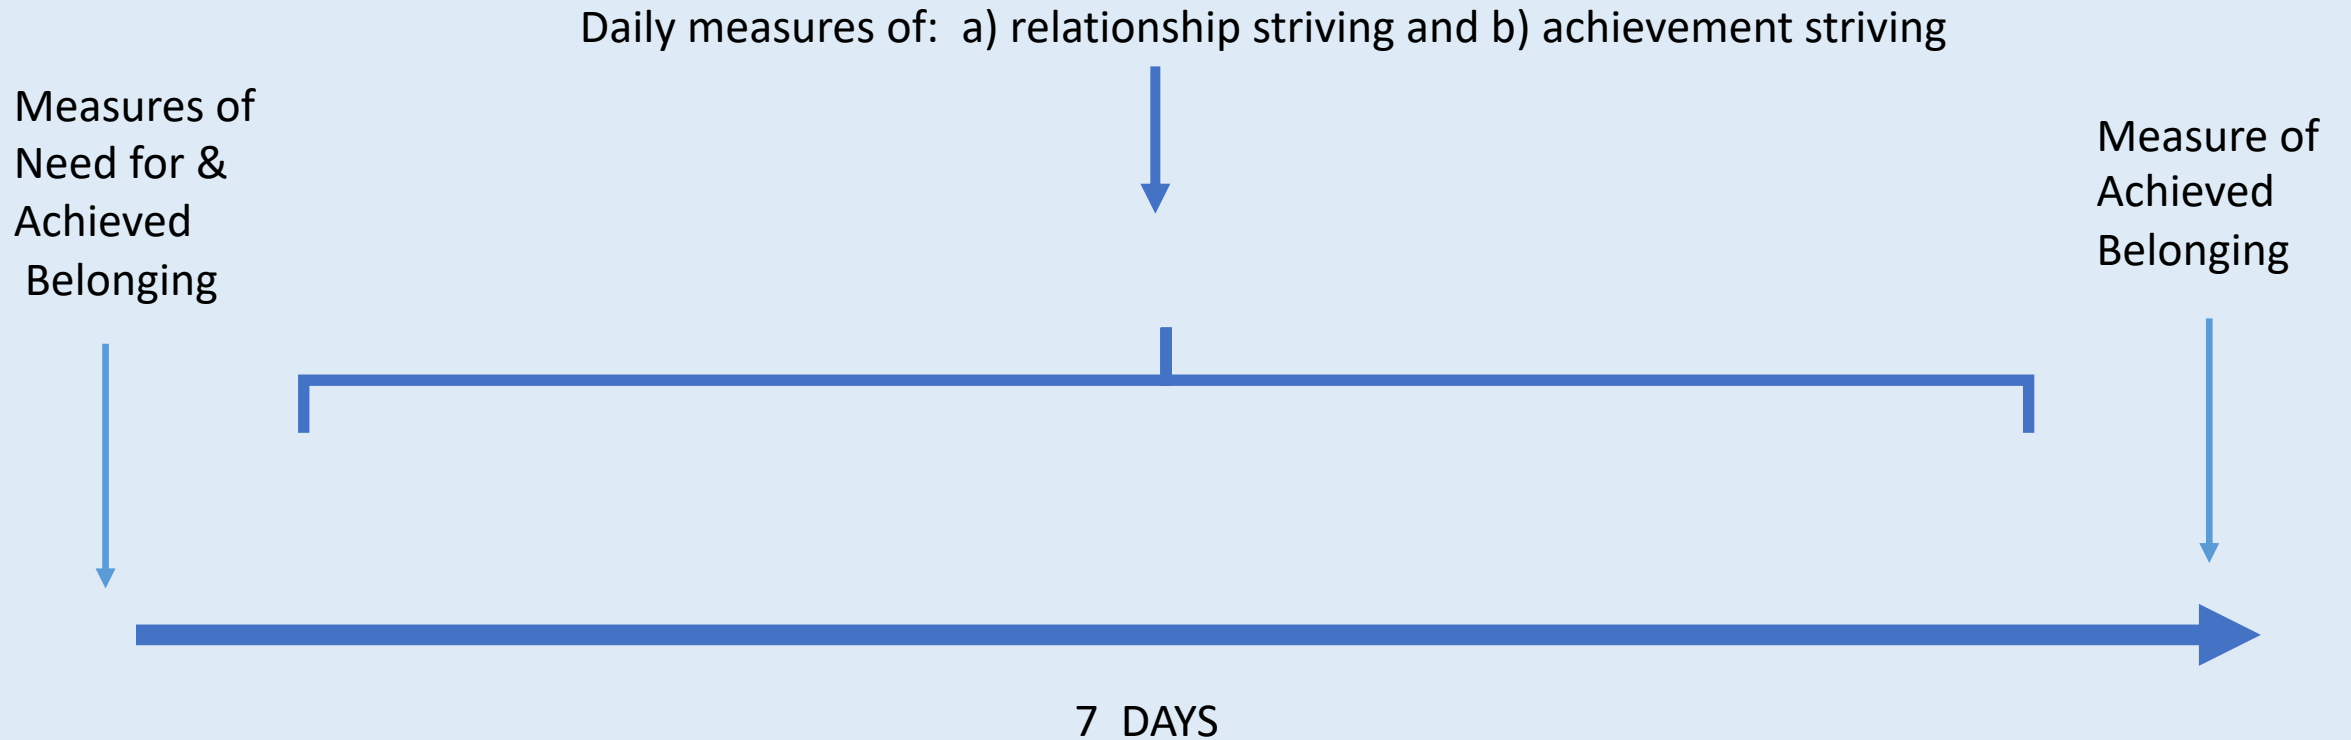 Daily measures of:  a) relationship striving and b) achievement striving
Measures of
Need for &
Achieved
Belonging
Measure of
Achieved
Belonging
7  DAYS